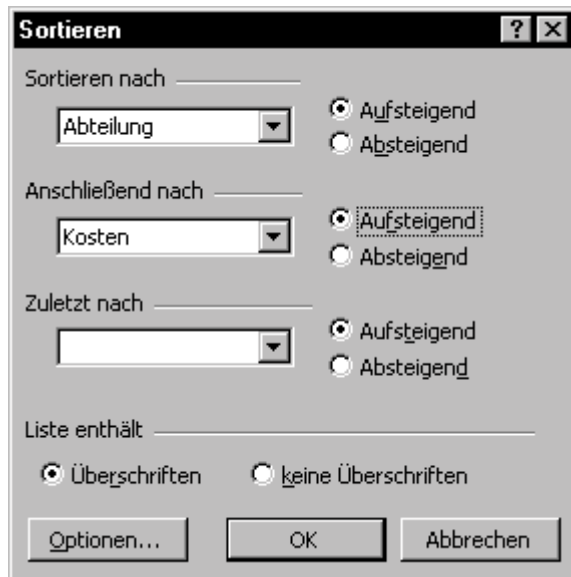 Sortieren
Sortieren nach
Abteilung
Aufsteigend
Absteigend
Anschließend nach
Kosten
Aufsteigend
Absteigend
Zuletzt nach
Aufsteigend
Absteigend
Liste enthält
Überschriften keine Überschriften
Optionen... OK Abbrechen